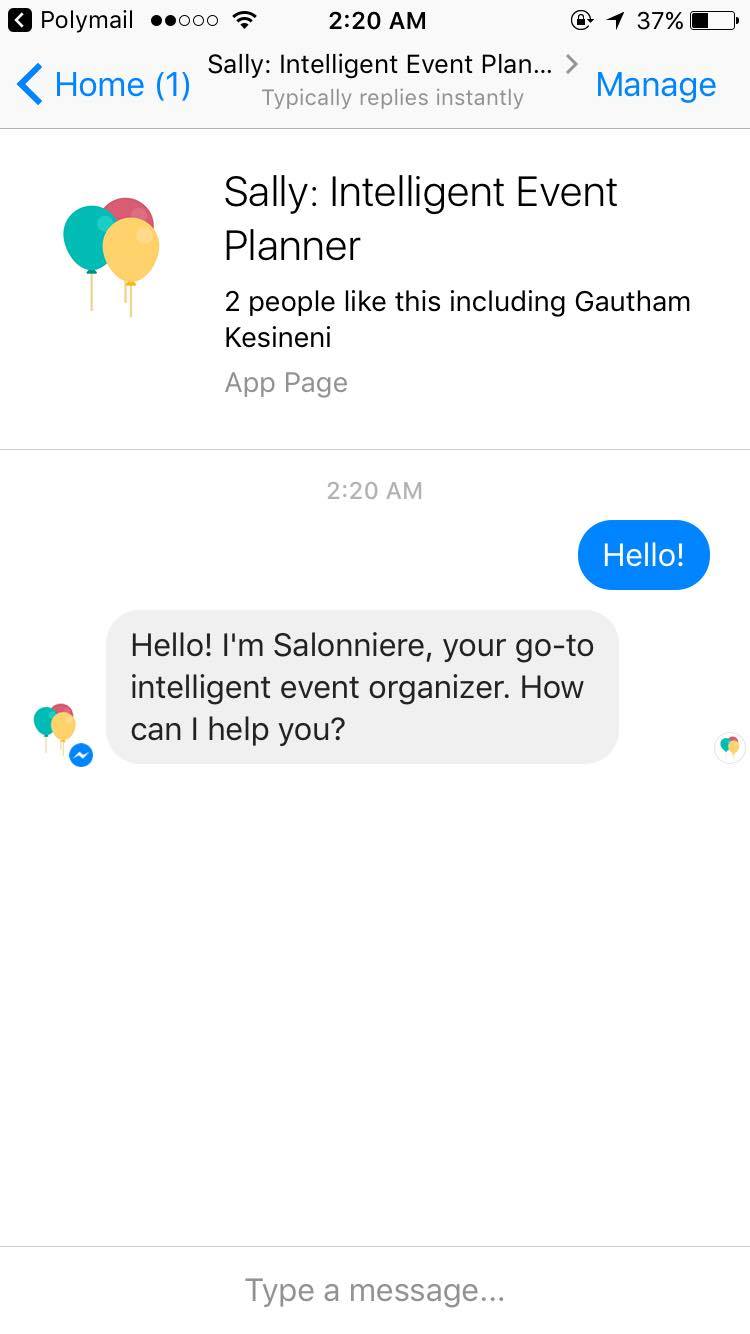 Polymail 2:20 AM 37%
Home (1) Sally: Intelligent Event Plan... Manage
Typically replies instantly
Sally: Intelligent Event
Planner
2 people like this including Gautham
Kesineni
App Page
2:20 AM
Hello!
Hello! I'm Salonniere, your go-to
intelligent event organizer. How
can I help you?
Type a message...